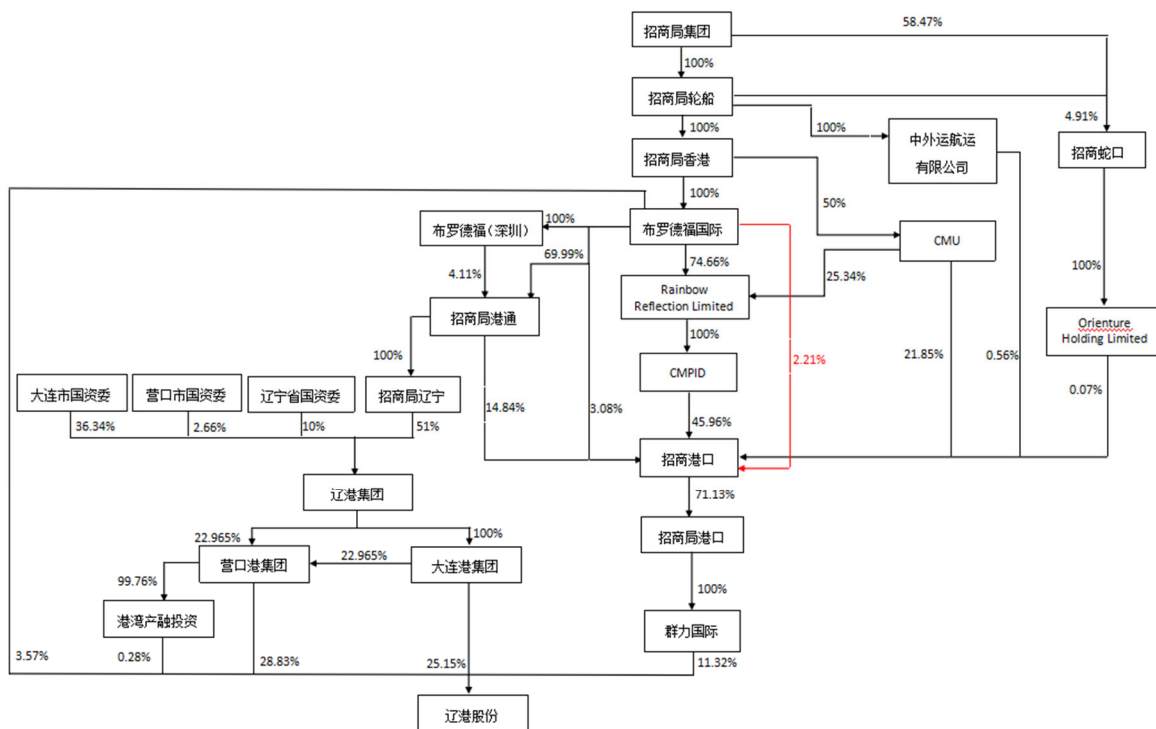 招商局集团
58.47%
100%
招商局轮船
4.91%
100%
100%
中外运航运
有限公司
招商蛇口
招商局香港
100%
50%
布罗德福（深圳）
100%
布罗德福国际
CMU
69.99%
74.66%
25.34%
4.11%
100%
Rainbow
Reflection Limited
招商局港通
100%
Orienture
Holding Limited
100%
2.21%
21.85%
0.56%
CMPID
0.07%
大连市国资委
营口市国资委
辽宁省国资委
招商局辽宁
14.84%
3.08%
45.96%
36.34%
2.66%
10%
51%
招商港口
辽港集团
71.13%
招商局港口
22.965%
100%
营口港集团
22.965%
大连港集团
99.76%
100%
港湾产融投资
群力国际
3.57%
0.28%
28.83%
25.15%
11.32%
辽港股份